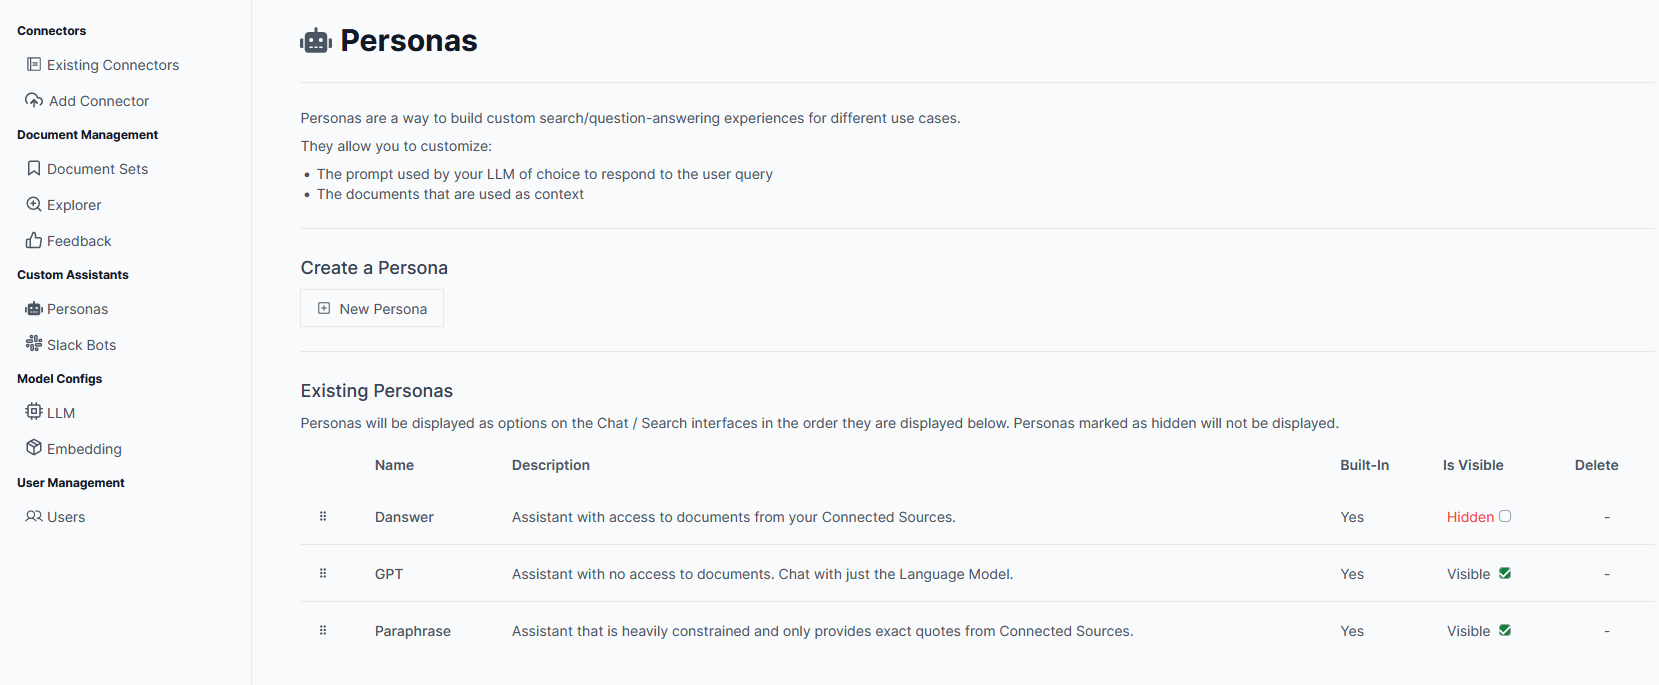 Connectors
Existing Connectors
Add Connector
Document Management
Document Sets
Explorer
Feedback
Custom Assistants
Personas
Slack Bots
Model Configs
LLM
Embedding
User Management
Users
Personas
Personas are a way to build custom search/question-answering experiences for different use cases.
They allow you to customize:
• The prompt used by your LLM of choice to respond to the user query
• The documents that are used as context
Create a Persona
New Persona
Existing Personas
Personas will be displayed as options on the Chat / Search interfaces in the order they are displayed below. Personas marked as hidden will not be displayed.
Name Description Built-In Is Visible Delete
Danswer Assistant with access to documents from your Connected Sources. Yes Hidden -
GPT Assistant with no access to documents. Chat with just the Language Model. Yes Visible -
Paraphrase Assistant that is heavily constrained and only provides exact quotes from Connected Sources. Yes Visible -